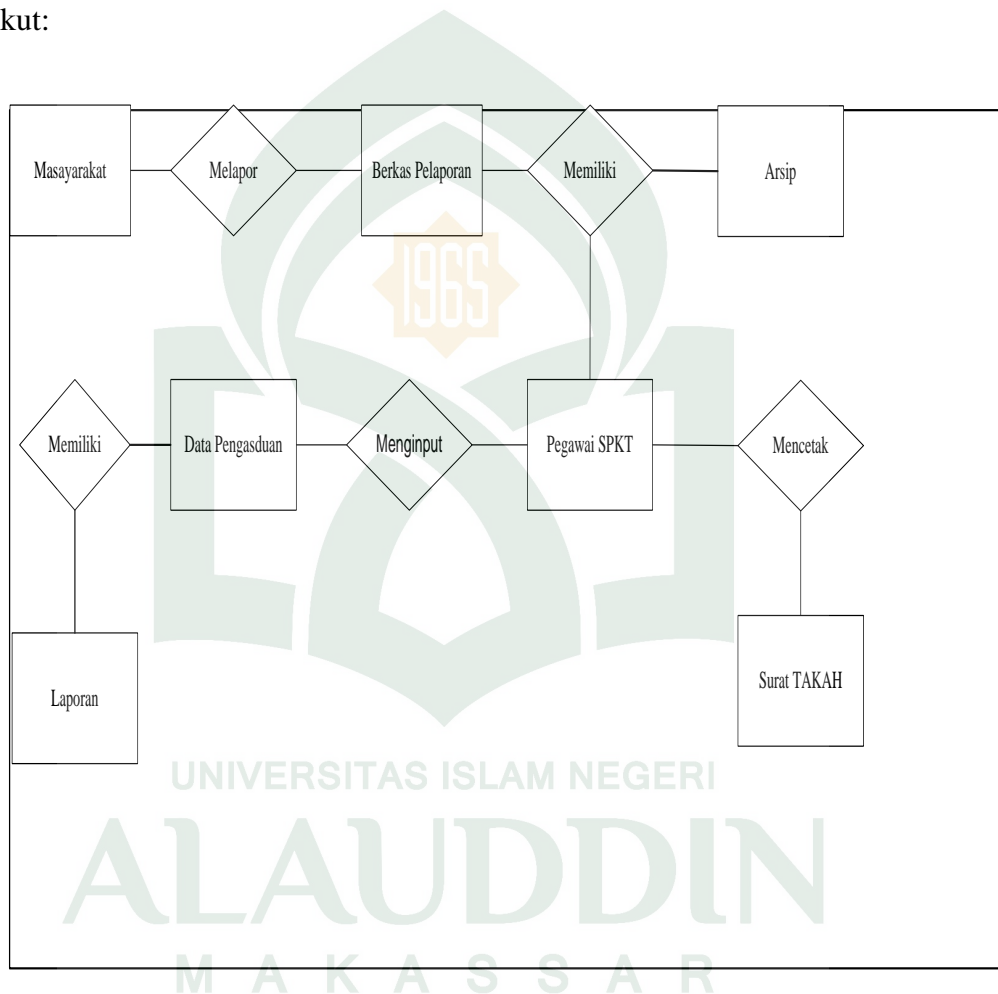 kut:
Masayarakat
Melapor
Berkas Pelaporan
Memiliki
Arsip
1965
Memiliki
Data Pengasduan
Menginput
Pegawai SPKT
Mencetak
Laporan
Surat TAKAH
UNIVERSITAS ISLAM NEGERI
ALAUDDIN
MAKASSAR